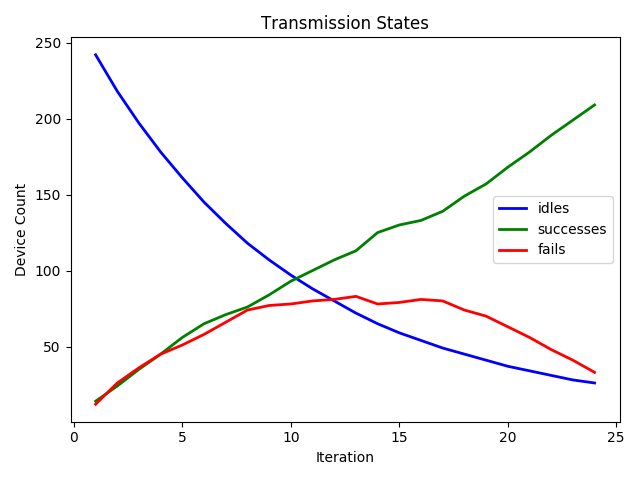 Transmission States
250
200
150
100
50
Device Count
idles
successes
fails
0 5 10 15 20 25
Iteration